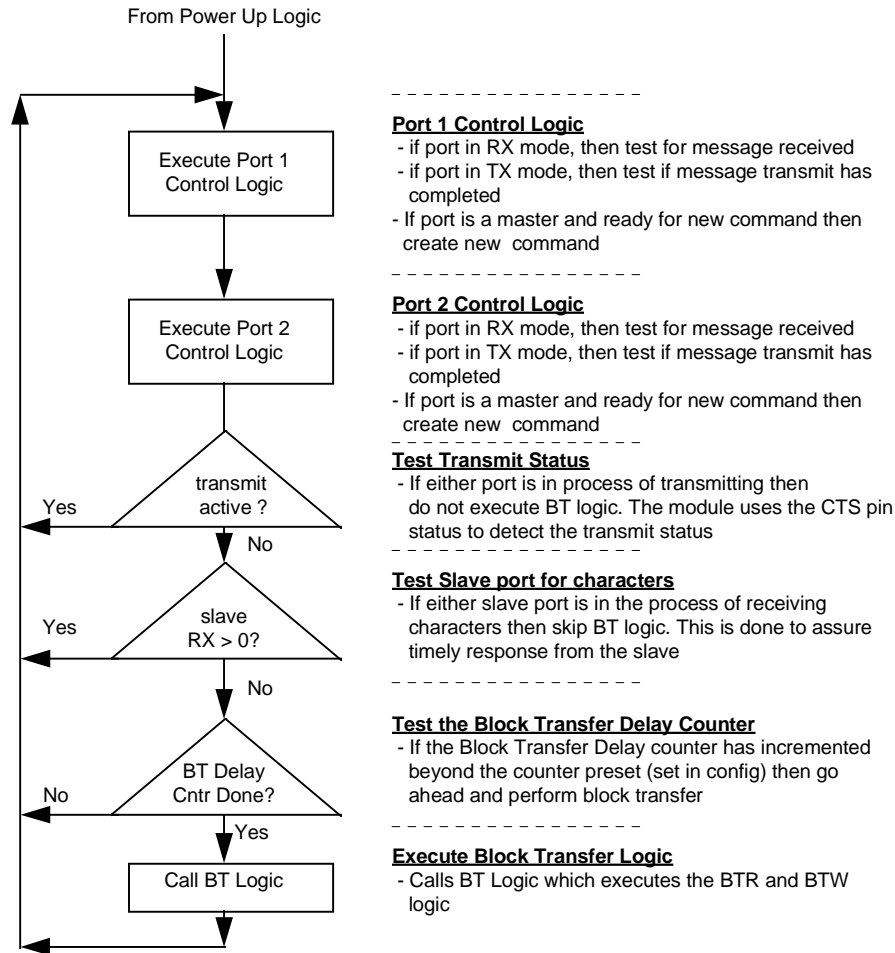 From Power Up Logic
Execute Port 1
Control Logic
Port 1 Control Logic
- if port in RX mode, then test for message received
- if port in TX mode, then test if message transmit has
completed
- If port is a master and ready for new command then
create new command
Execute Port 2
Control Logic
Port 2 Control Logic
- if port in RX mode, then test for message received
- if port in TX mode, then test if message transmit has
completed
- If port is a master and ready for new command then
create new command
transmit
active ?
Yes
No
Test Transmit Status
- If either port is in process of transmitting then
do not execute BT logic. The module uses the CTS pin
status to detect the transmit status
slave
RX > 0?
Yes
No
Test Slave port for characters
- If either slave port is in the process of receiving
characters then skip BT logic. This is done to assure
timely response from the slave
BT Delay
Cntr Done?
No
Yes
Test the Block Transfer Delay Counter
- If the Block Transfer Delay counter has incremented
beyond the counter preset (set in config) then go
ahead and perform block transfer
Call BT Logic
Execute Block Transfer Logic
- Calls BT Logic which executes the BTR and BTW
logic